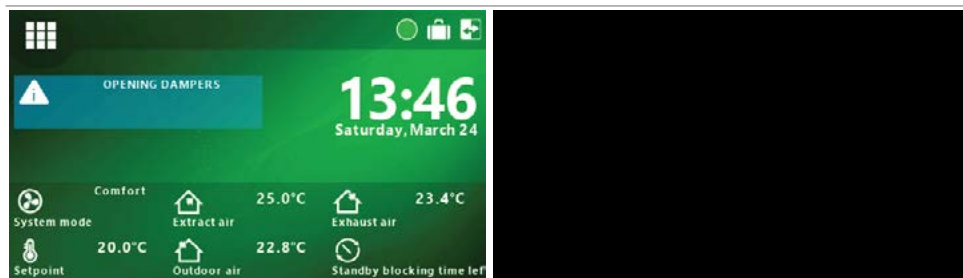 OPENING DAMPERS
13:46
Saturday, March 24
Comfort
System mode
25.0°C
Extract air
23.4°C
Exhaust air
20.0°C
Setpoint
22.8°C
Outdoor air
Standby blocking time lef